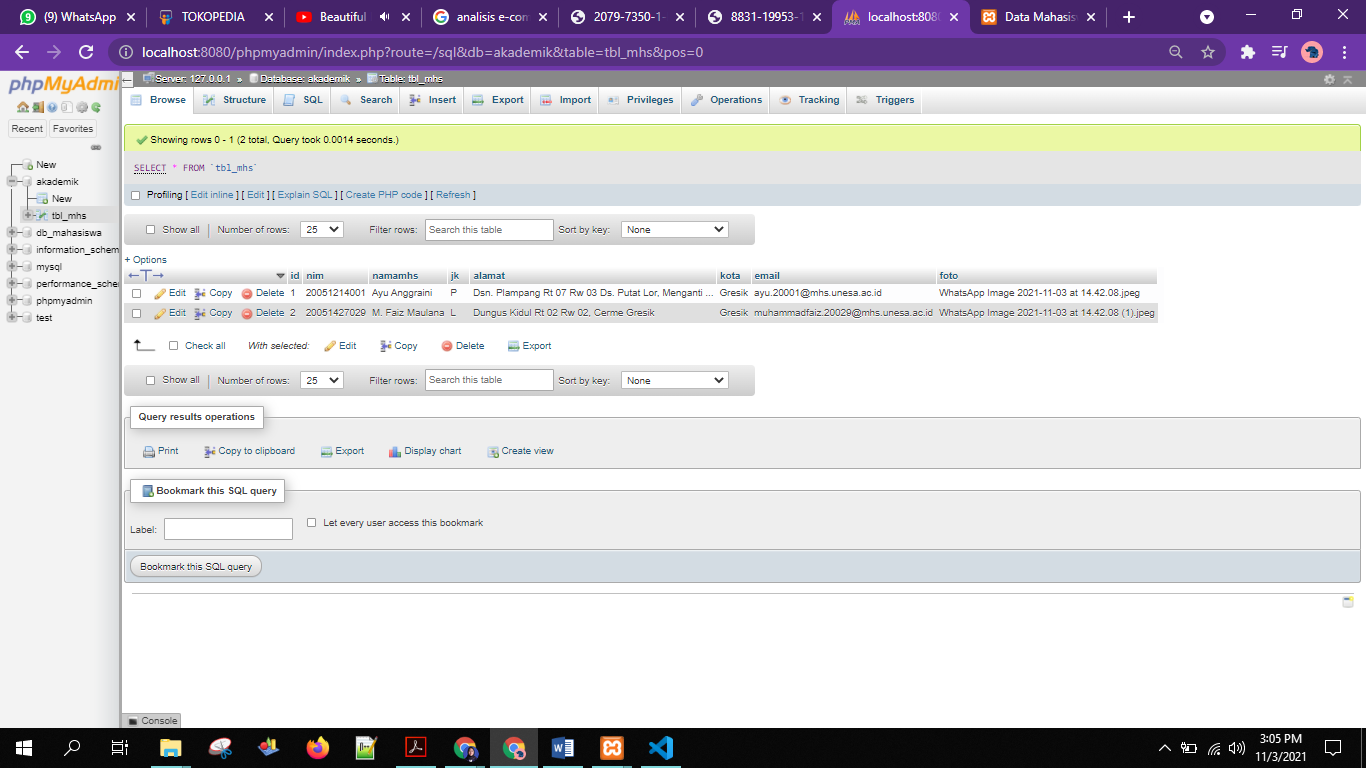 (9) WhatsApp
TOKOPEDIA
Beautiful
analisis e-com
2079-7350-1-
8831-19953-1
localhost:8080
Data Mahasis
localhost:8080/phpmyadmin/index.php?route=/sql&db=akademik&table=tbl_mhs&pos=0
phpMyAdmi
Recent Favorites
New
akademik
New
tbl_mhs
db_mahasiswa
information_schem
mysql
performance_sche
phpmyadmin
test
Server: 127.0.0.1 » Database: akademik » Table: tbl_mhs
Browse Structure SQL Search Insert Export Import Privileges Operations Tracking Triggers
Showing rows 0 - 1 (2 total, Query took 0.0014 seconds.)
SELECT * FROM `tbl_mhs`
Profiling [ Edit inline ] [ Edit ] [ Explain SQL ] [ Create PHP code ] [ Refresh ]
Show all | Number of rows: 25 Filter rows: Search this table Sort by key: None
+ Options
←T→ id nim namamhs jk alamat kota email foto
Edit Copy Delete 1 20051214001 Ayu Anggraini P Dsn. Plampang Rt 07 Rw 03 Ds. Putat Lor, Menganti ... Gresik ayu.20001@mhs.unesa.ac.id WhatsApp Image 2021-11-03 at 14.42.08.jpeg
Edit Copy Delete 2 20051427029 M. Faiz Maulana L Dungus Kidul Rt 02 Rw 02, Cerme Gresik Gresik muhammadfaiz.20029@mhs.unesa.ac.id WhatsApp Image 2021-11-03 at 14.42.08 (1).jpeg
Check all With selected: Edit Copy Delete Export
Show all | Number of rows: 25 Filter rows: Search this table Sort by key: None
Query results operations
Print Copy to clipboard Export Display chart Create view
Bookmark this SQL query
Label: Let every user access this bookmark
Bookmark this SQL query
Console
3:05 PM
11/3/2021